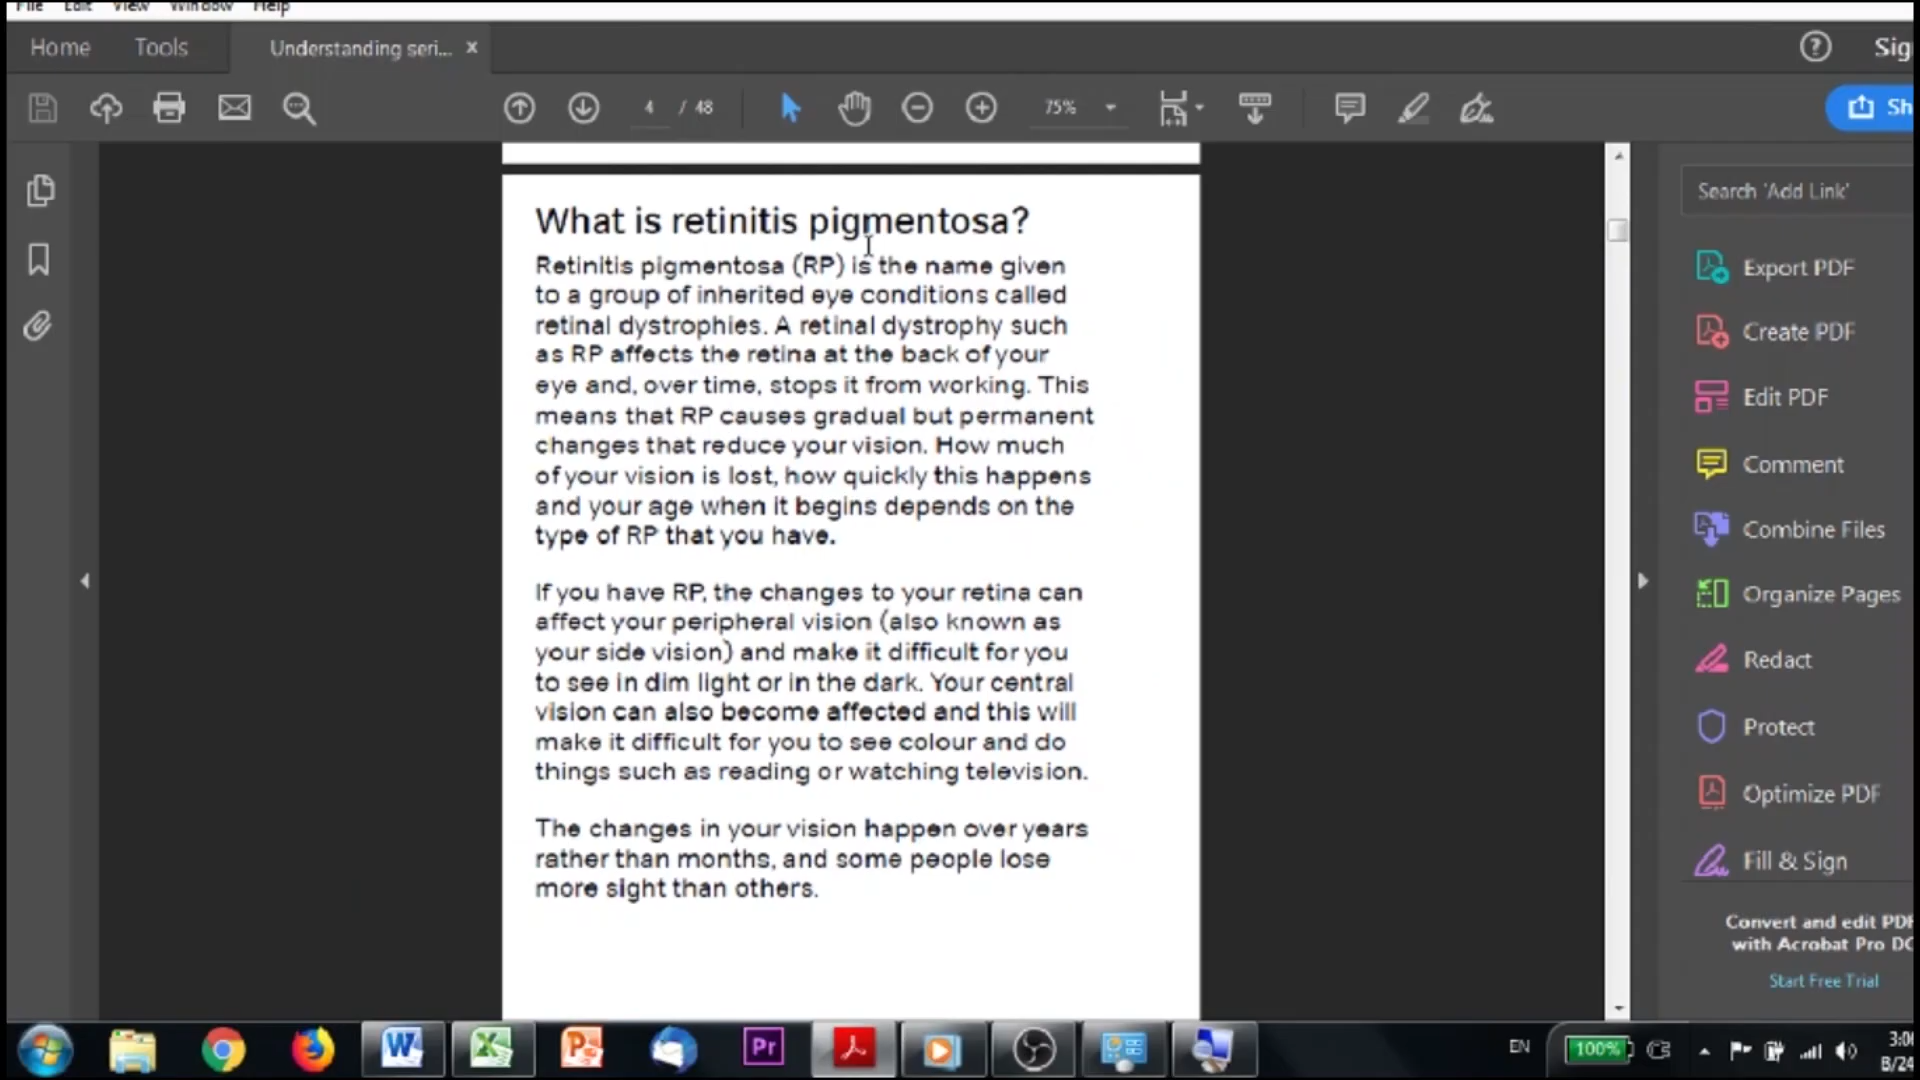 File Edit View Window Help
Home Tools Understanding seri... x
? Sig
4 / 48 75% Sh
What is retinitis pigmentosa?
Retinitis pigmentosa (RP) is the name given
to a group of inherited eye conditions called
retinal dystrophies. A retinal dystrophy such
as RP affects the retina at the back of your
eye and, over time, stops it from working. This
means that RP causes gradual but permanent
changes that reduce your vision. How much
of your vision is lost, how quickly this happens
and your age when it begins depends on the
type of RP that you have.
If you have RP, the changes to your retina can
affect your peripheral vision (also known as
your side vision) and make it difficult for you
to see in dim light or in the dark. Your central
vision can also become affected and this will
make it difficult for you to see colour and do
things such as reading or watching television.
The changes in your vision happen over years
rather than months, and some people lose
more sight than others.
Search 'Add Link'
Export PDF
Create PDF
Edit PDF
Comment
Combine Files
Organize Pages
Redact
Protect
Optimize PDF
Fill & Sign
Convert and edit PDF
with Acrobat Pro DC
Start Free Trial
W X P Pr
EN 100%
3:06
8/24